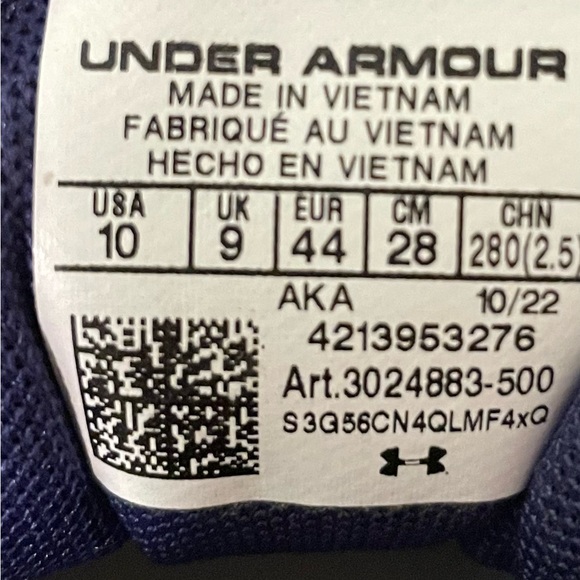 UNDER ARMOUR
MADE IN VIETNAM
FABRIQUÉ AU VIETNAM
HECHO EN VIETNAM
USA UK EUR CM CHN
10 9 44 28 280(2.5)
AKA 10/22
4213953276
Art.3024883-500
S3G56CN4QLMF4xQ